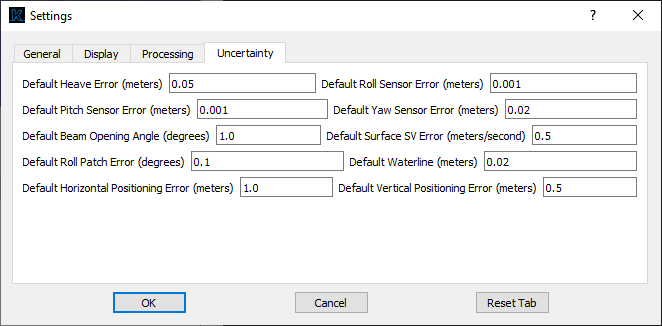 Settings
General Display Processing Uncertainty
Default Heave Error (meters) 0.05 Default Roll Sensor Error (meters) 0.001
Default Pitch Sensor Error (meters) 0.001 Default Yaw Sensor Error (meters) 0.02
Default Beam Opening Angle (degrees) 1.0 Default Surface SV Error (meters/second) 0.5
Default Roll Patch Error (degrees) 0.1 Default Waterline (meters) 0.02
Default Horizontal Positioning Error (meters) 1.0 Default Vertical Positioning Error (meters) 0.5
OK Cancel Reset Tab